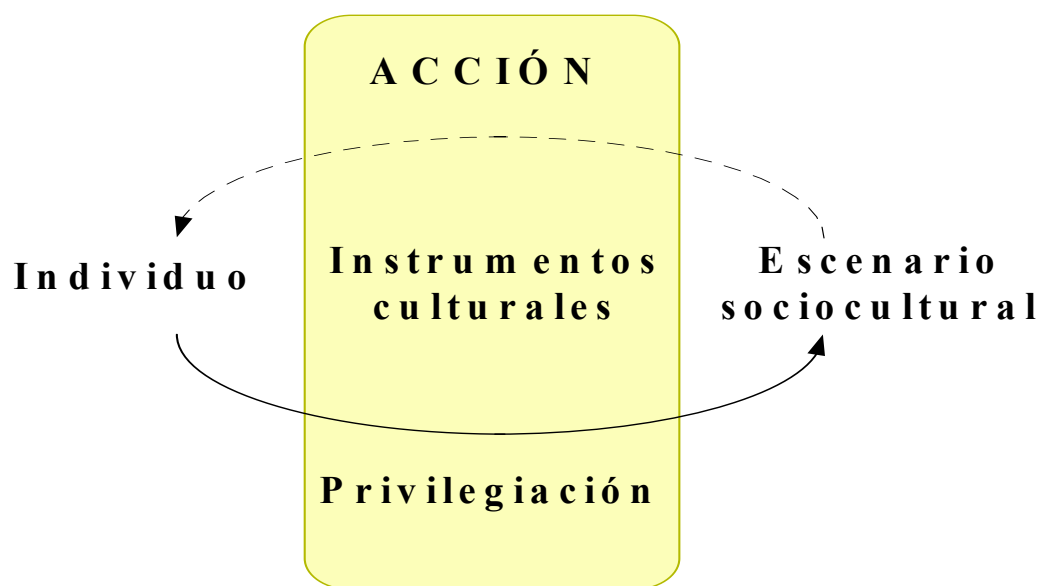 ACCIÓN
Individuo
Instrumentos
culturales
Escenario
sociocultural
Privilegiación